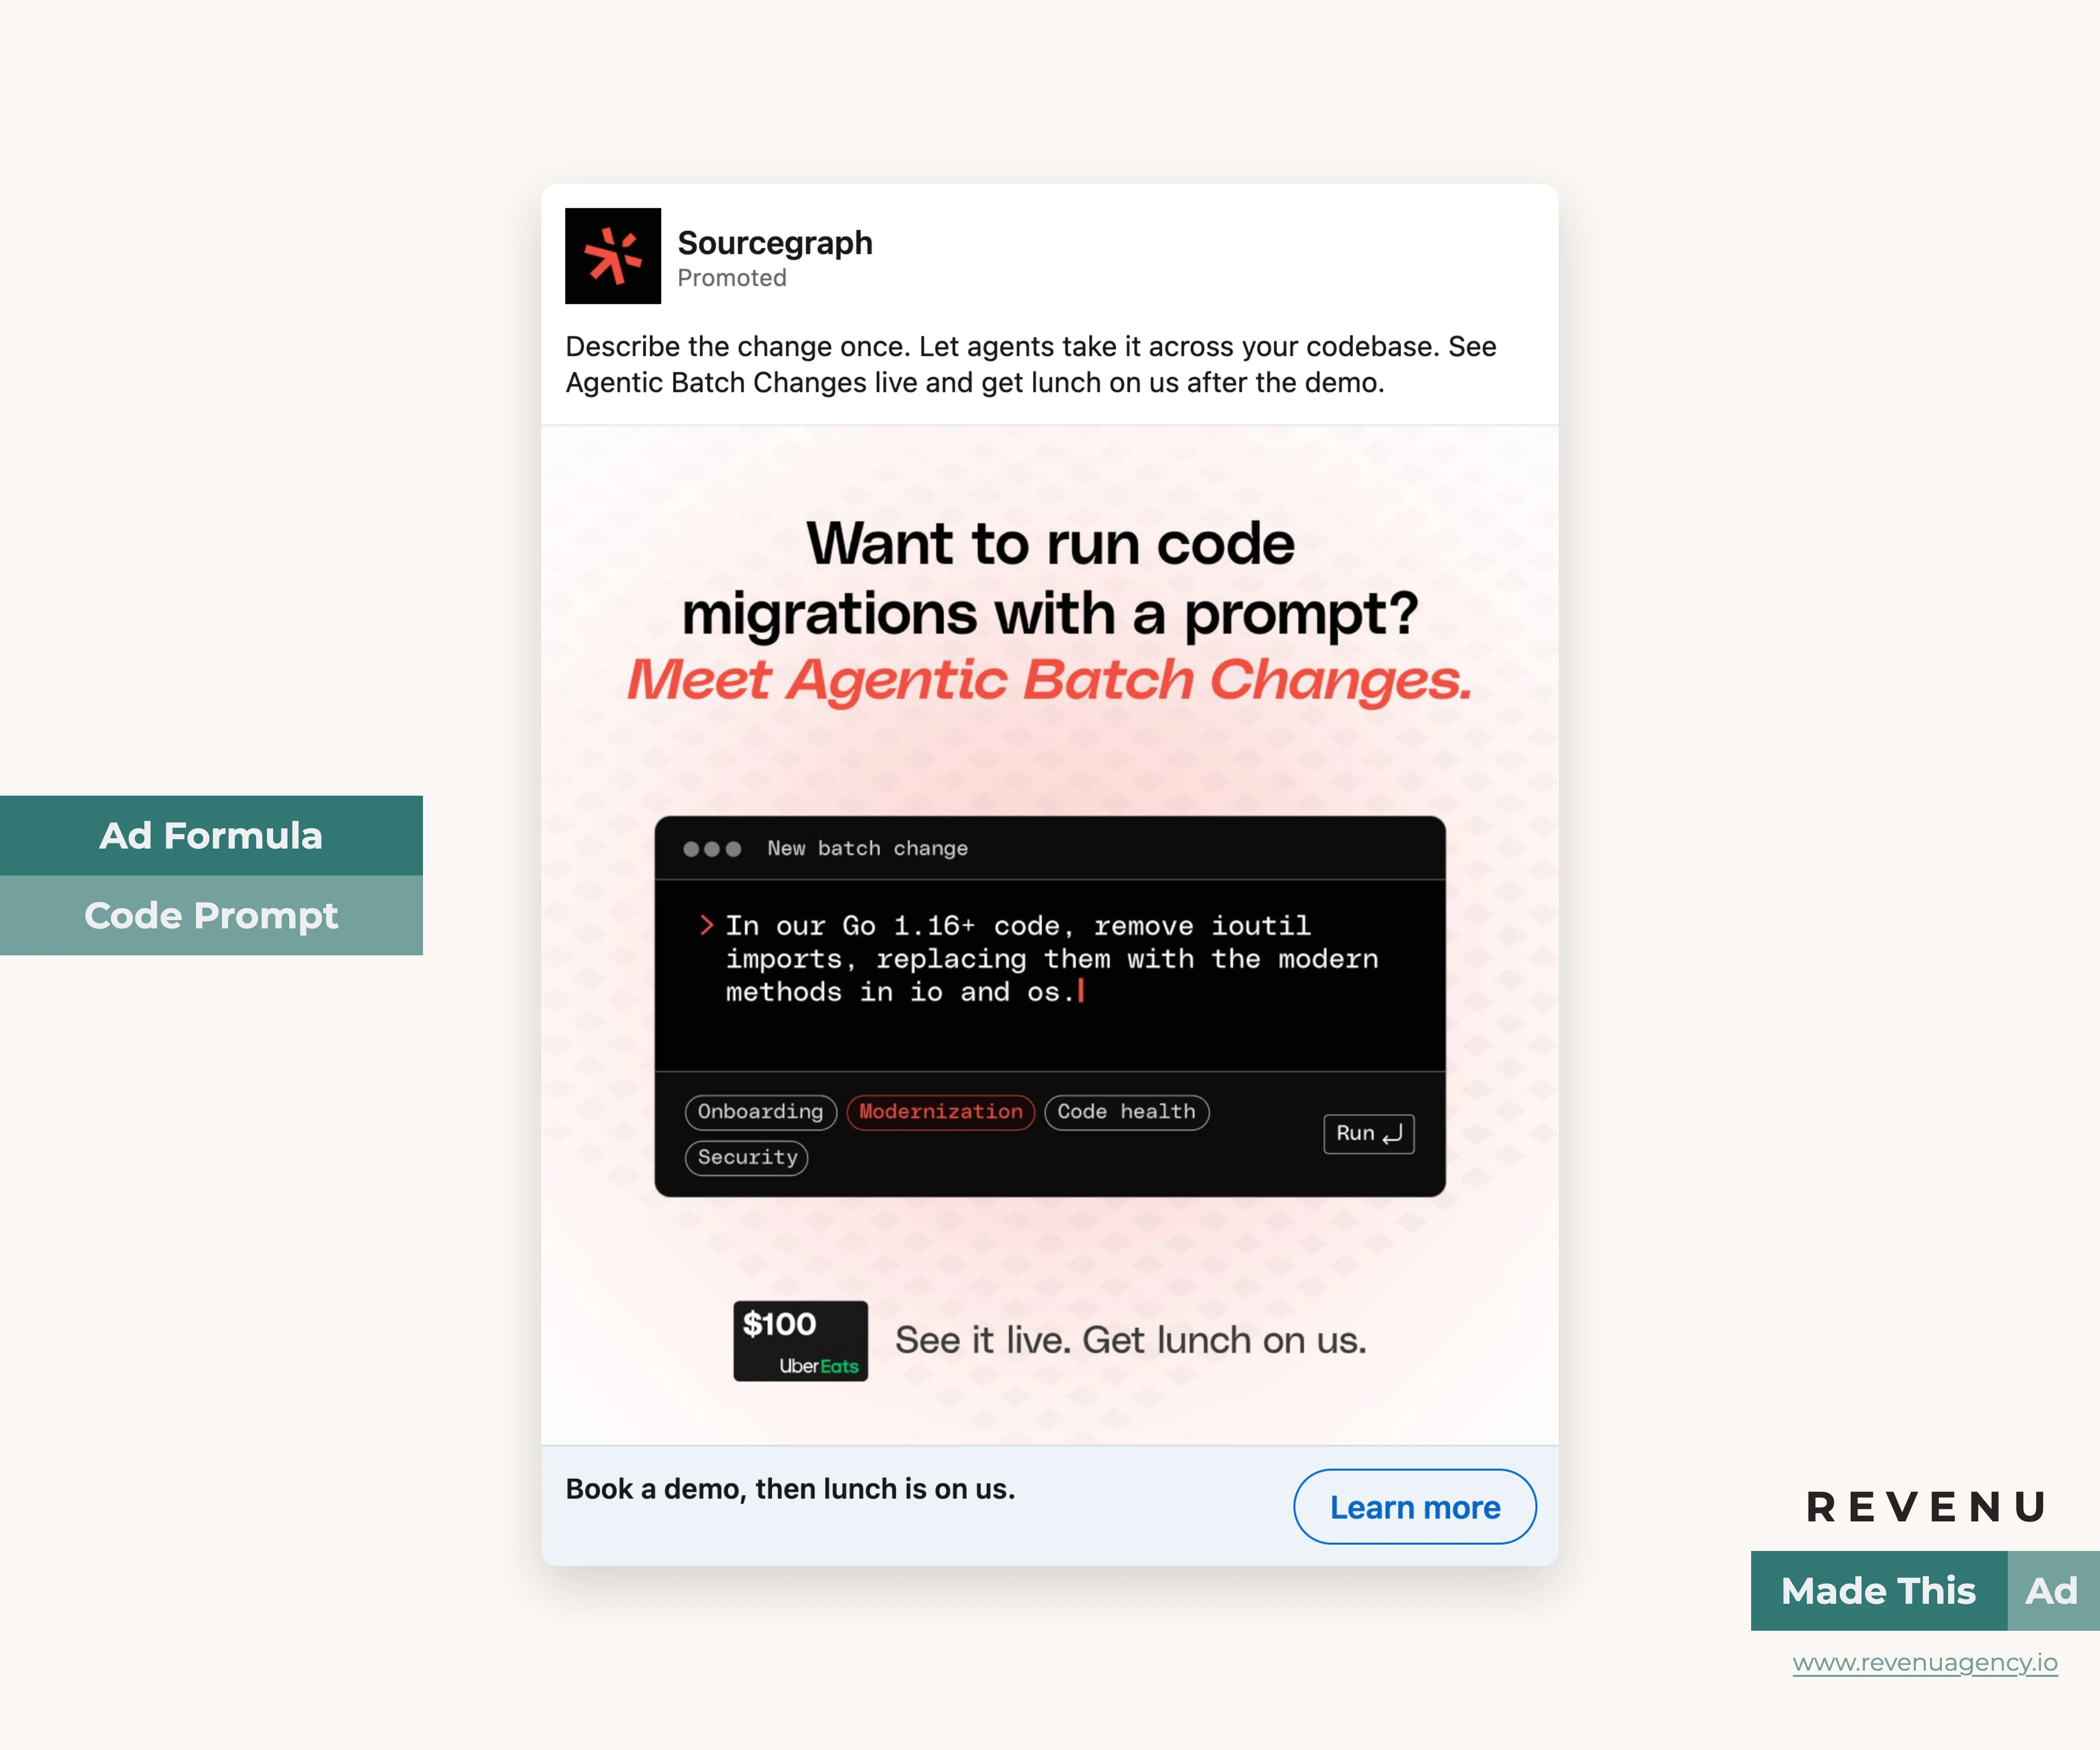 Sourcegraph
Promoted
Describe the change once. Let agents take it across your codebase. See
Agentic Batch Changes live and get lunch on us after the demo.
Want to run code
migrations with a prompt?
Meet Agentic Batch Changes.
New batch change
> In our Go 1.16+ code, remove ioutil
imports, replacing them with the modern
methods in io and os.
Onboarding Modernization Code health
Security
Run
$100
Uber Eats
See it live. Get lunch on us.
Book a demo, then lunch is on us.
Learn more
Ad Formula
Code Prompt
REVENU
Made This Ad
www.revenuagency.io